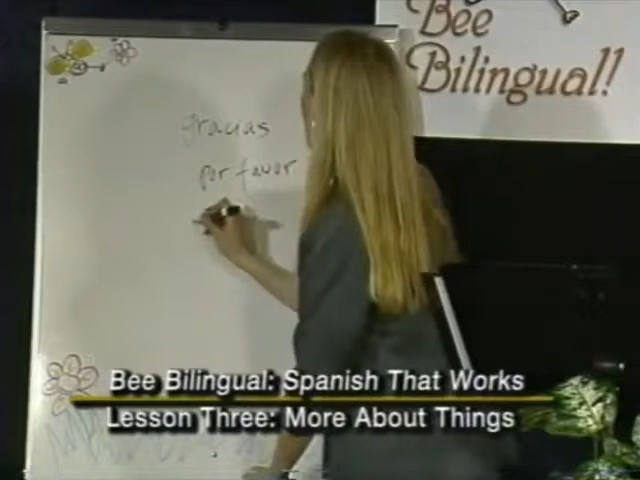 Bee
Bilingual!
gracias
por favor
Bee Bilingual: Spanish That Works
Lesson Three: More About Things